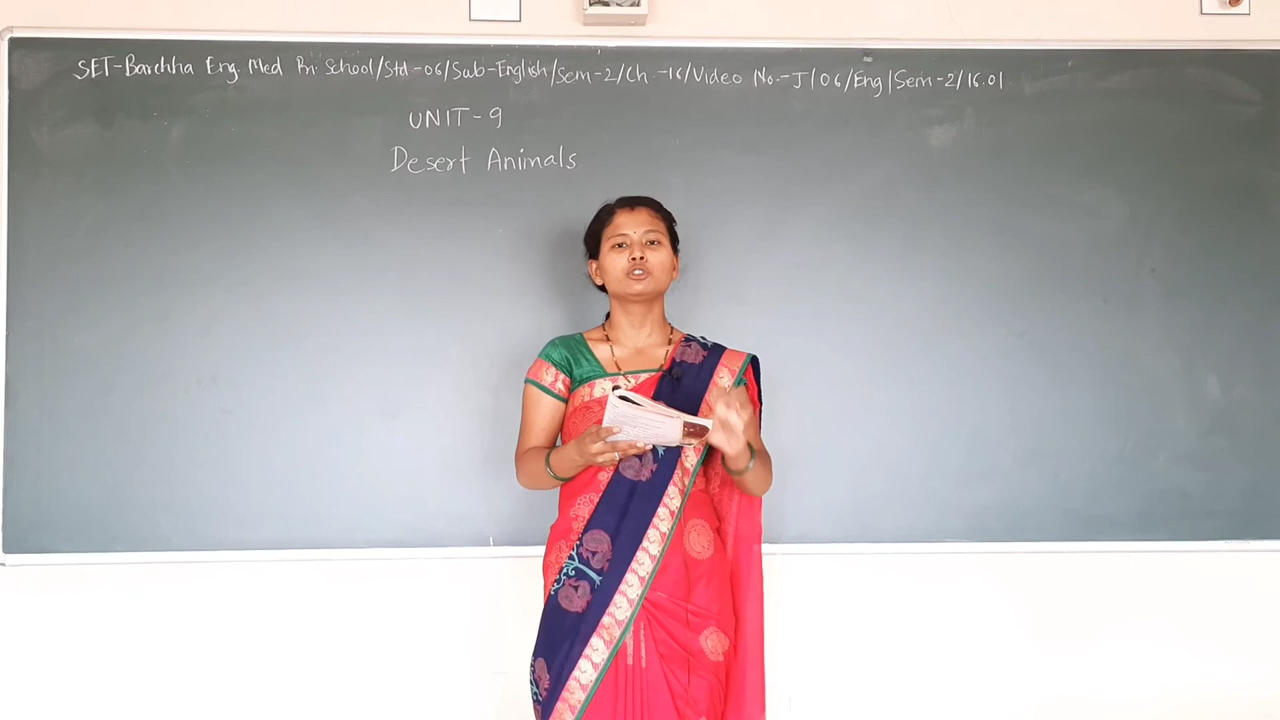 SET-Barchha Eng. Med Pri. School/Std-06/Sub-English/Sem-2/Ch.-16/Video No.-J/06/Eng/Sem-2/16.01
UNIT-9
Desert Animals